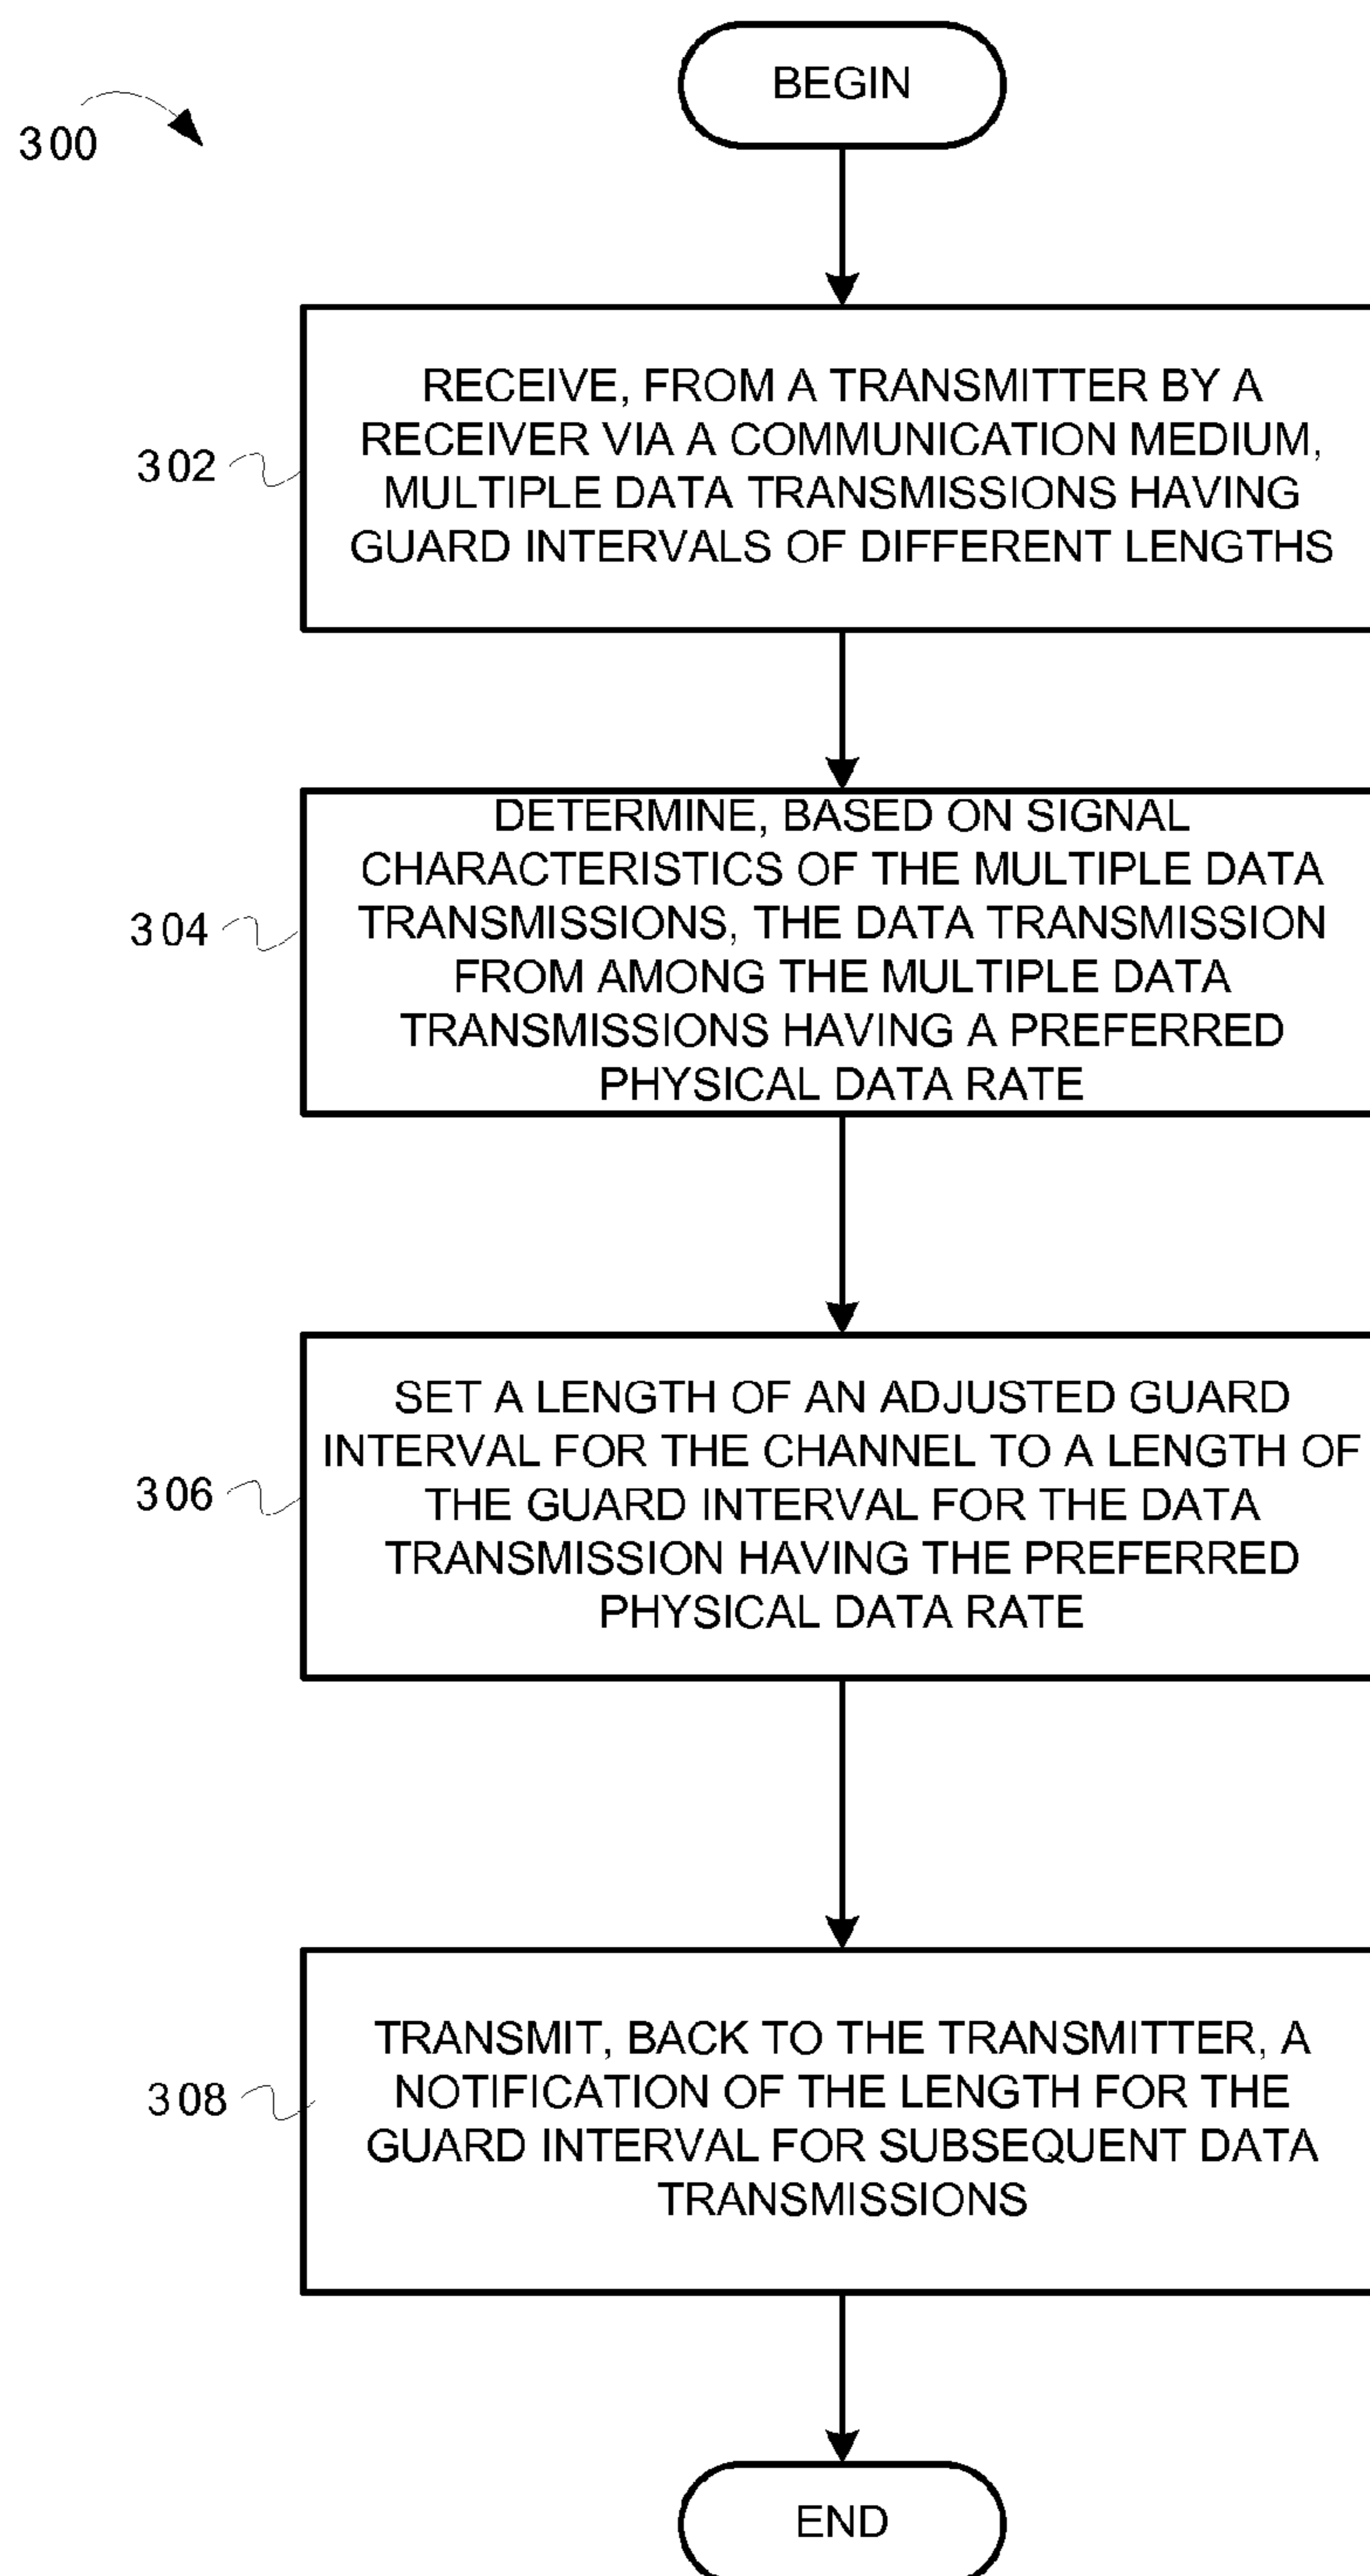 BEGIN
300
302
RECEIVE, FROM A TRANSMITTER BY A
RECEIVER VIA A COMMUNICATION MEDIUM,
MULTIPLE DATA TRANSMISSIONS HAVING
GUARD INTERVALS OF DIFFERENT LENGTHS
304
DETERMINE, BASED ON SIGNAL
CHARACTERISTICS OF THE MULTIPLE DATA
TRANSMISSIONS, THE DATA TRANSMISSION
FROM AMONG THE MULTIPLE DATA
TRANSMISSIONS HAVING A PREFERRED
PHYSICAL DATA RATE
306
SET A LENGTH OF AN ADJUSTED GUARD
INTERVAL FOR THE CHANNEL TO A LENGTH OF
THE GUARD INTERVAL FOR THE DATA
TRANSMISSION HAVING THE PREFERRED
PHYSICAL DATA RATE
308
TRANSMIT, BACK TO THE TRANSMITTER, A
NOTIFICATION OF THE LENGTH FOR THE
GUARD INTERVAL FOR SUBSEQUENT DATA
TRANSMISSIONS
END